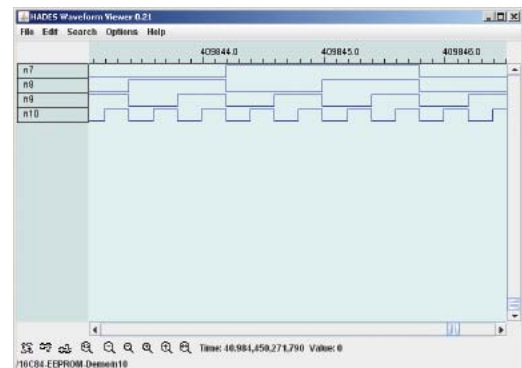 HADES Waveform Viewer 0.21
File Edit Search Options Help
409844.0 409845.0 409846.0
n7
n8
n9
n10
Time: 40.984,450,271,790 Value: 0
/16C84-EEPROM-Demo/n10